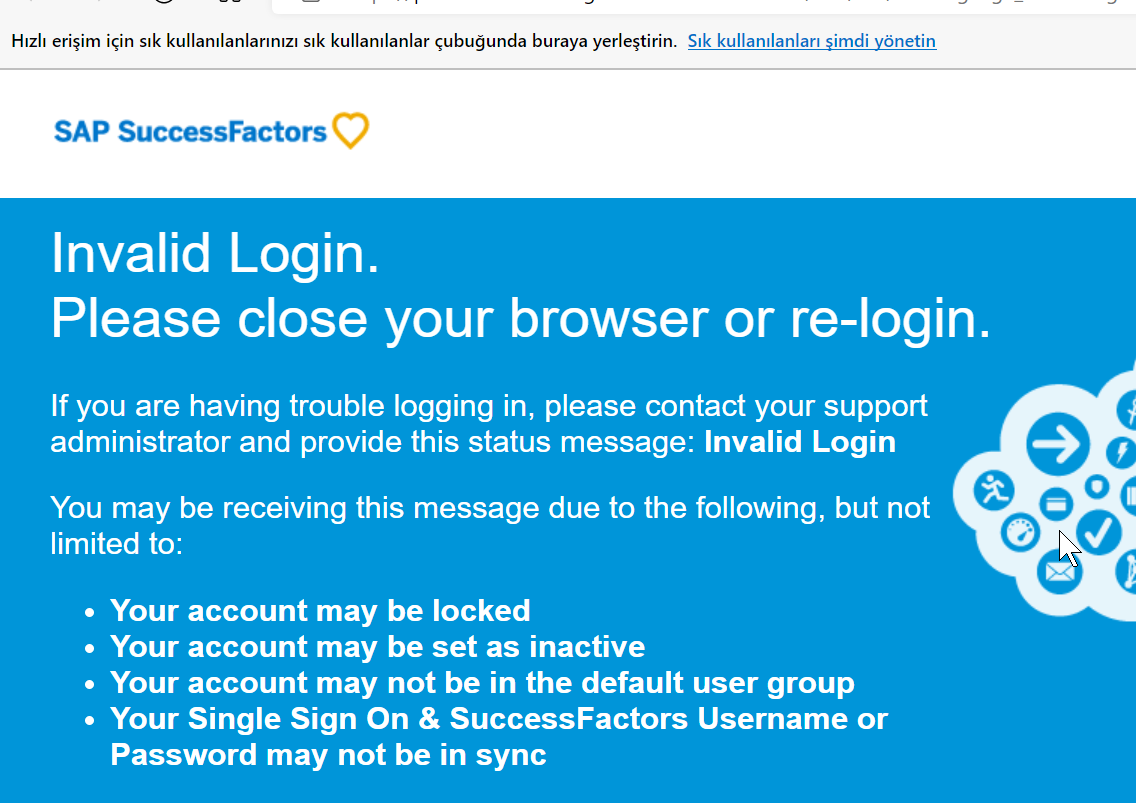 Hızlı erişim için sık kullanılanlarınızı sık kullanılanlar çubuğunda buraya yerleştirin. Sık kullanılanları şimdi yönetin
SAP SuccessFactors
Invalid Login.
Please close your browser or re-login.
If you are having trouble logging in, please contact your support
administrator and provide this status message: Invalid Login
You may be receiving this message due to the following, but not
limited to:
• Your account may be locked
• Your account may be set as inactive
• Your account may not be in the default user group
• Your Single Sign On & SuccessFactors Username or
Password may not be in sync